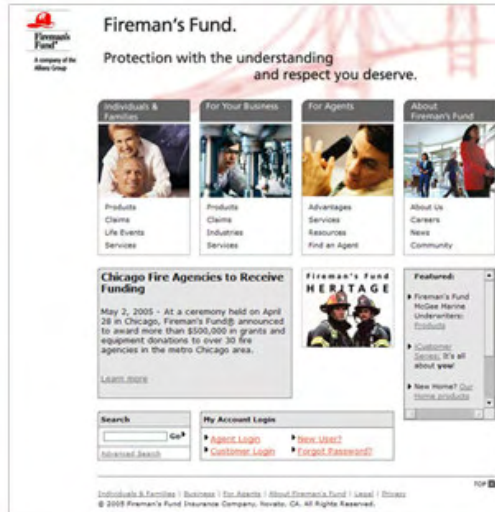 Fireman's Fund®
A company of the
Allianz Group
Fireman's Fund.
Protection with the understanding
and respect you deserve.
Individuals &
Families
Products
Claims
Life Events
Services
For Your Business
Products
Claims
Industries
Services
For Agents
Advantages
Services
Resources
Find an Agent
About
Fireman's Fund
About Us
Careers
News
Community
Chicago Fire Agencies to Receive
Funding
May 2, 2005 - At a ceremony held on April
28 in Chicago, Fireman's Fund® announced
to award more than $500,000 in grants and
equipment donations to over 30 fire
agencies in the metro Chicago area.
Learn more
Fireman's Fund
HERITAGE
Featured:
Fireman's Fund
McGee Marine
Underwriters:
Products
iCustomer
Series: It's all
about you!
New Home? Our
Home products
Search
Go
Advanced Search
My Account Login
Agent Login
New User?
Customer Login
Forgot Password?
TOP
Individuals & Families | Business | For Agents | About Fireman's Fund | Legal | Privacy
© 2005 Fireman's Fund Insurance Company, Novato, CA. All Rights Reserved.